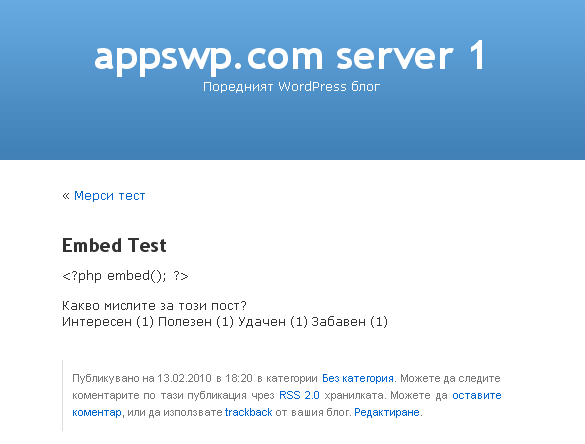 appswp.com server 1
Поредният WordPress блог
« Мерси тест
Embed Test
<?php embed(); ?>
Какво мислите за този пост?
Интересен (1) Полезен (1) Удачен (1) Забавен (1)
Публикувано на 13.02.2010 в 18:20 в категории Без категория. Можете да следите
коментарите по тази публикация чрез RSS 2.0 хранилката. Можете да оставите
коментар, или да използвате trackback от вашия блог. Редактиране.